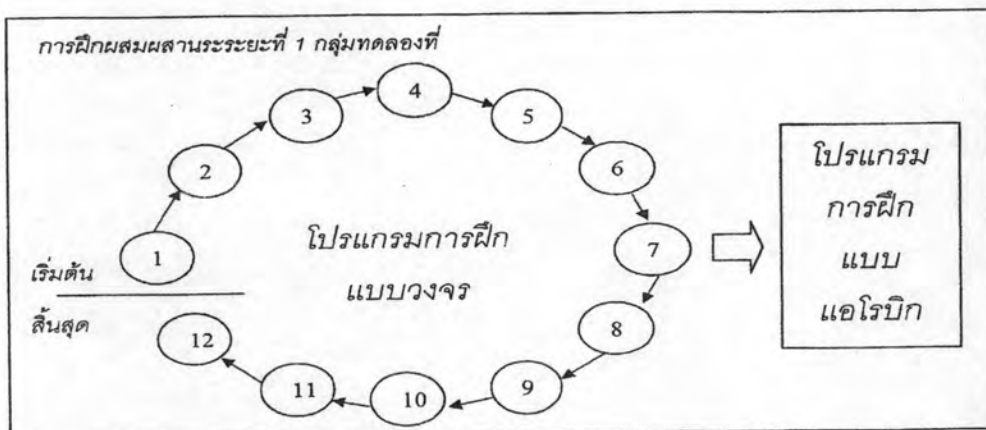 การฝึกผสมผสานระระยะที่ 1 กลุ่มทดลองที่
4
3
5
2
6
1
7
โปรแกรมการฝึก
แบบวงจร
เริ่มต้น
สิ้นสุด
8
12
11
10
9
โปรแกรม
การฝึก
แบบ
แอโรบิก